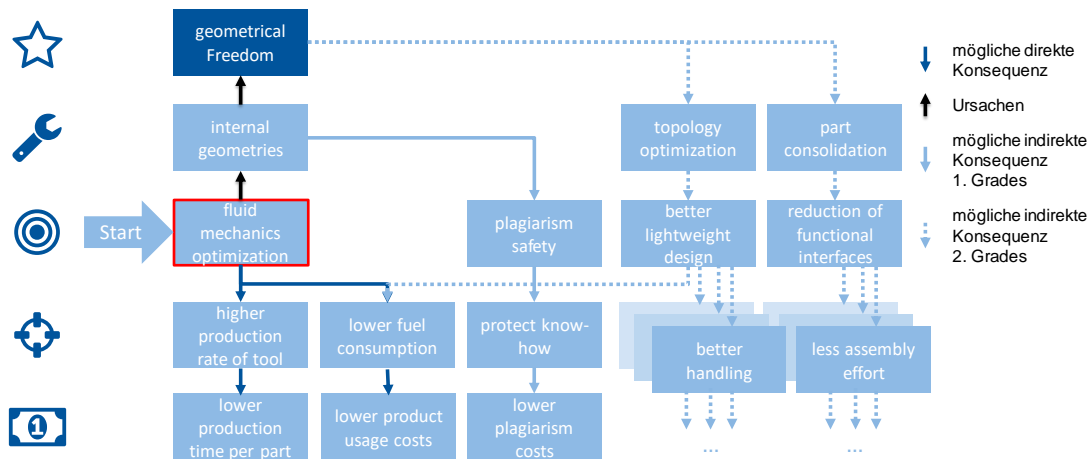 geometrical
Freedom
mögliche direkte
Konsequenz
Ursachen
internal
geometries
topology
optimization
part
consolidation
mögliche indirekte
Konsequenz
1. Grades
Start
fluid
mechanics
optimization
plagiarism
safety
better
lightweight
design
reduction of
functional
interfaces
mögliche indirekte
Konsequenz
2. Grades
higher
production
rate of tool
lower fuel
consumption
protect know-
how
better
handling
less assembly
effort
1
lower
production
time per part
lower product
usage costs
lower
plagiarism
costs
...
...